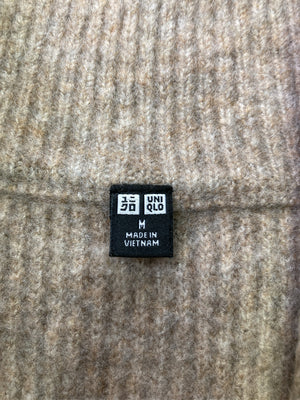 ユニ UNI
クロ QLO
M
MADE IN
VIETNAM